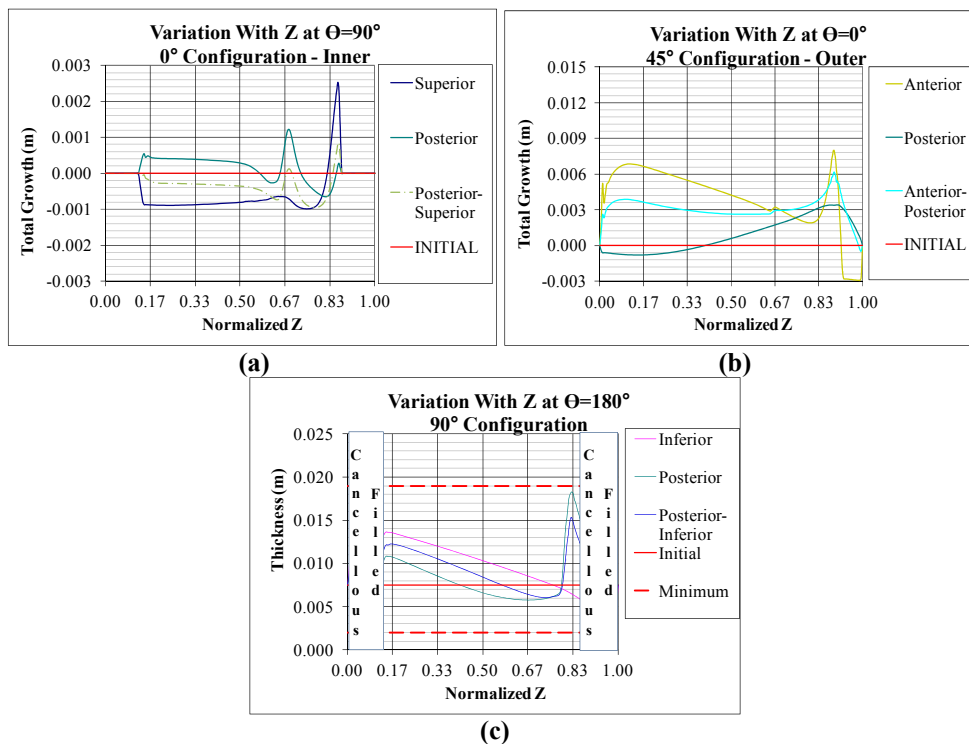 Variation With Z at Θ=90°
0° Configuration - Inner
0.003
0.002
0.001
0.000
-0.001
-0.002
-0.003
Total Growth (m)
0.00 0.17 0.33 0.50 0.67 0.83 1.00
Normalized Z
Superior
Posterior
Posterior-
Superior
INITIAL
(a)
Variation With Z at Θ=0°
45° Configuration - Outer
0.015
0.012
0.009
0.006
0.003
0.000
-0.003
Total Growth (m)
0.00 0.17 0.33 0.50 0.67 0.83 1.00
Normalized Z
Anterior
Posterior
Anterior-
Posterior
INITIAL
(b)
Variation With Z at Θ=180°
90° Configuration
0.025
0.020
0.015
0.010
0.005
0.000
Thickness (m)
Cancellous
Filled
Cancellous
Filled
0.00 0.17 0.33 0.50 0.67 0.83 1.00
Normalized Z
Inferior
Posterior
Posterior-
Inferior
Initial
Minimum
(c)